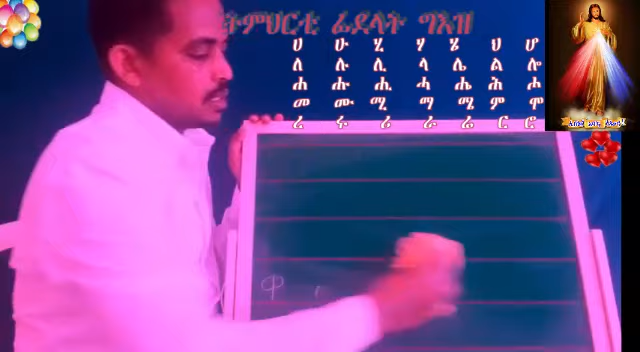 ትምህርቲ ፊደላት ግእዝ
ሀ ሁ ሂ ሃ ሄ ህ ሆ
ለ ሉ ሊ ላ ሌ ል ሎ
ሐ ሑ ሒ ሓ ሔ ሕ ሖ
መ ሙ ሚ ማ ሜ ም ሞ
ረ ሩ ሪ ራ ሬ ር ሮ